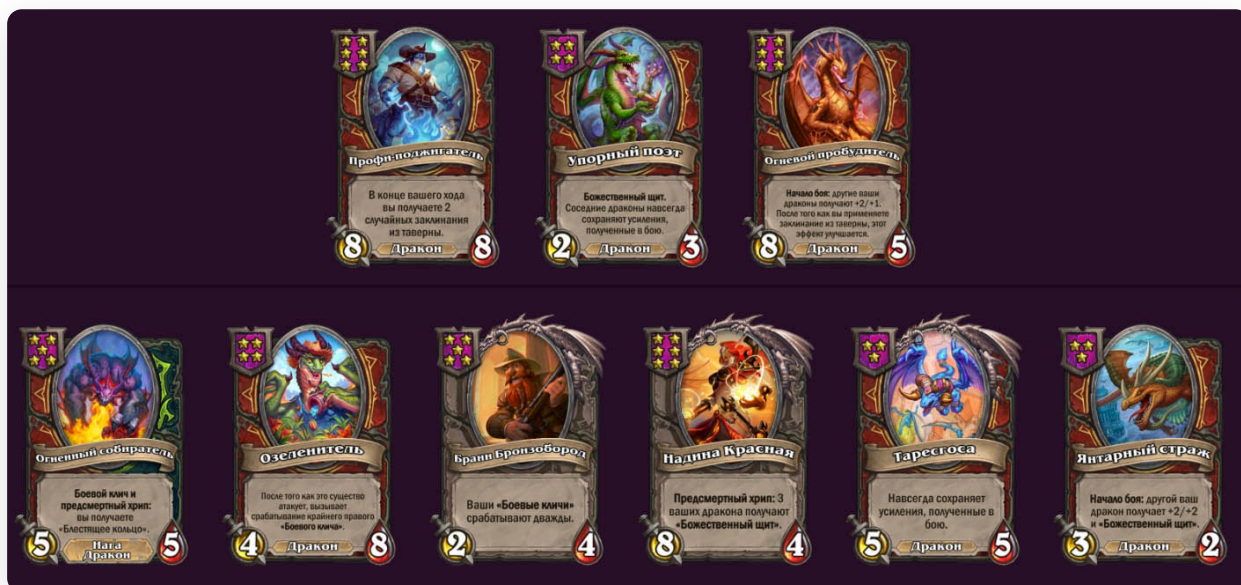 Профи-поджигатель
В конце вашего хода
вы получаете 2
случайных заклинания
из таверны.
8
Дракон
8
Упорный поэт
Божественный щит.
Соседние драконы навсегда
сохраняют усиления,
полученные в бою.
2
Дракон
3
Огневой пробудитель
Начало боя: другие ваши
драконы получают +2/+1.
После того как вы применяете
заклинание из таверны, этот
эффект улучшается.
8
Дракон
5
Огненный собиратель
Боевой клич и
предсмертный хрип:
вы получаете
«Блестящее кольцо».
5
Нага
Дракон
5
Озеленитель
После того как это существо
атакует, вызывает
срабатывание крайнего правого
«Боевого клича».
4
Дракон
8
Бранн Бронзобород
Ваши «Боевые кличи»
срабатывают дважды.
2
4
Надина Красная
Предсмертный хрип: 3
ваших дракона получают
«Божественный щит».
8
4
Таресгоса
Навсегда сохраняет
усиления, полученные в
бою.
5
Дракон
5
Янтарный страж
Начало боя: другой ваш
дракон получает +2/+2
и «Божественный щит».
3
Дракон
2